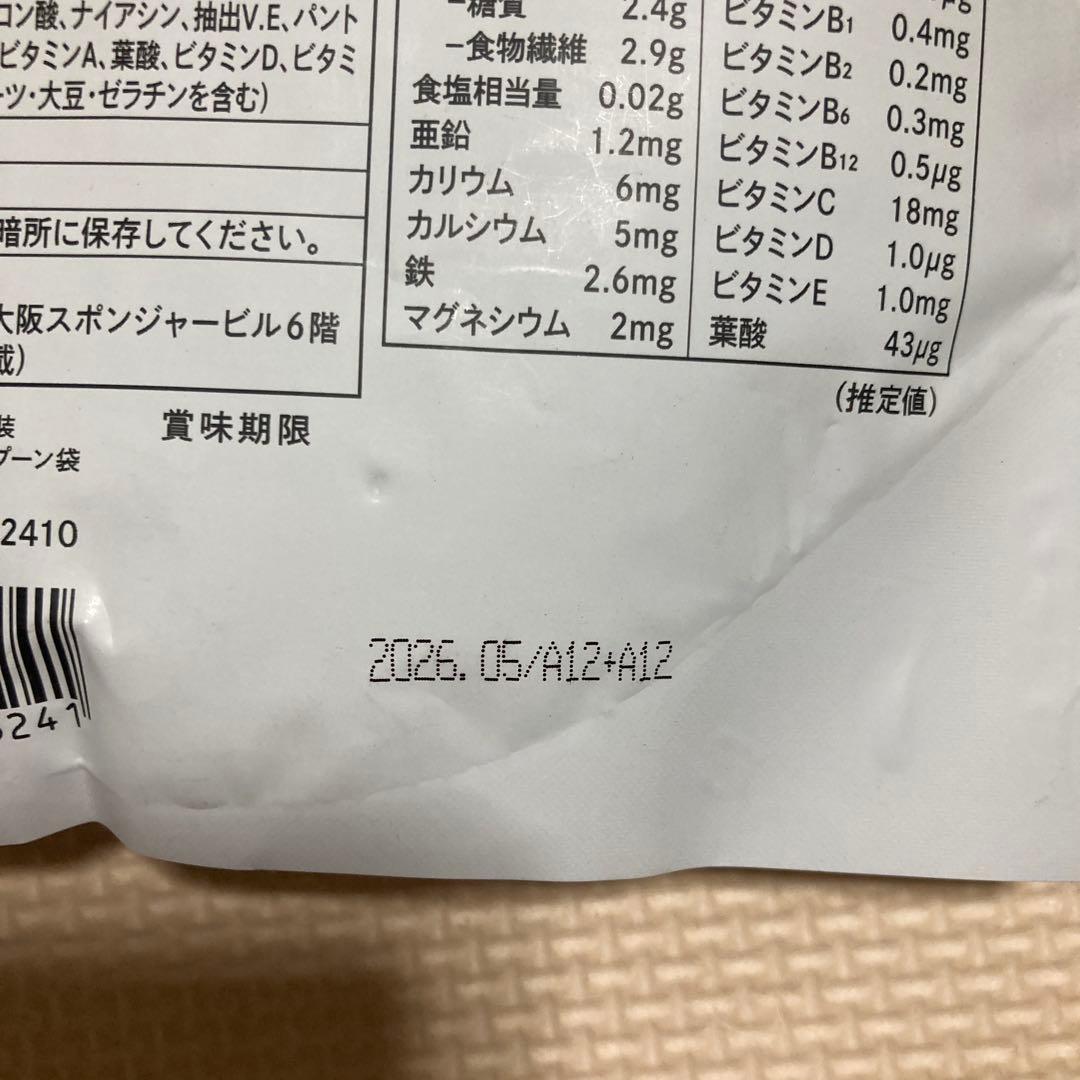 コン酸、ナイアシン、抽出V.E、パント
ビタミンA、葉酸、ビタミンD、ビタミ
ーツ・大豆・ゼラチンを含む)
暗所に保存してください。
大阪スポンジャービル6階
載)
装
プーン袋
2410
241
賞味期限
−糖質 2.4g
−食物繊維 2.9g
食塩相当量 0.02g
亜鉛 1.2mg
カリウム 6mg
カルシウム 5mg
鉄 2.6mg
マグネシウム 2mg
μg
ビタミンB1 0.4mg
ビタミンB2 0.2mg
ビタミンB6 0.3mg
ビタミンB12 0.5μg
ビタミンC 18mg
ビタミンD 1.0μg
ビタミンE 1.0mg
葉酸 43μg
(推定値)
2026.05/A12+A12